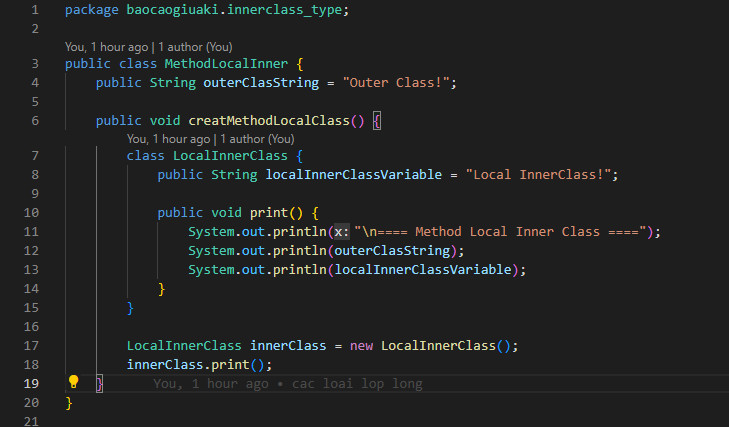 1 package baocaogiuaki.innerclass_type;
2
You, 1 hour ago | 1 author (You)
3 public class MethodLocalInner {
4 public String outerClasString = "Outer Class!";
5
6 public void creatMethodLocalClass() {
You, 1 hour ago | 1 author (You)
7 class LocalInnerClass {
8 public String localInnerClassVariable = "Local InnerClass!";
9
10 public void print() {
11 System.out.println(x: "\n==== Method Local Inner Class ====");
12 System.out.println(outerClasString);
13 System.out.println(localInnerClassVariable);
14 }
15 }
16
17 LocalInnerClass innerClass = new LocalInnerClass();
18 innerClass.print();
19 } You, 1 hour ago • cac loai lop long
20 }
21